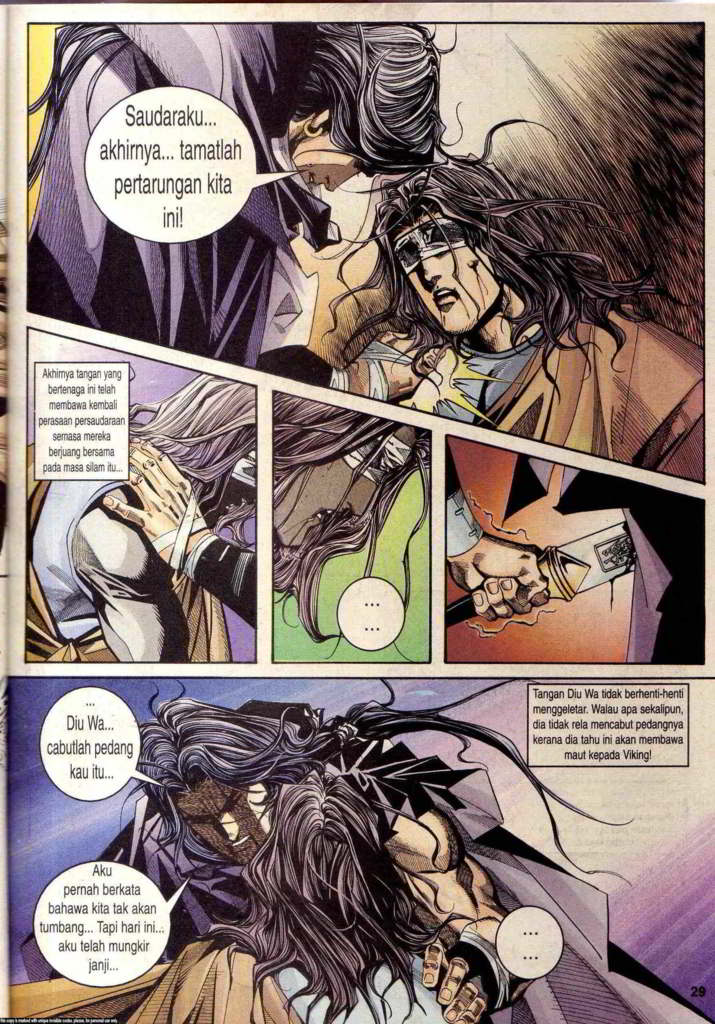 Saudaraku...
akhirnya... tamatlah
pertarungan kita
ini!
Akhirnya tangan yang
bertenaga ini telah
membawa kembali
perasaan persaudaraan
semasa mereka
berjuang bersama
pada masa silam itu...
...
...
...
Diu Wa...
cabutlah pedang
kau itu...
Tangan Diu Wa tidak berhenti-henti
menggeletar. Walau apa sekalipun,
dia tidak rela mencabut pedangnya
kerana dia tahu ini akan membawa
maut kepada Viking!
Aku
pernah berkata
bahawa kita tak akan
tumbang... Tapi hari ini...
aku telah mungkir
janji...
...
...
29